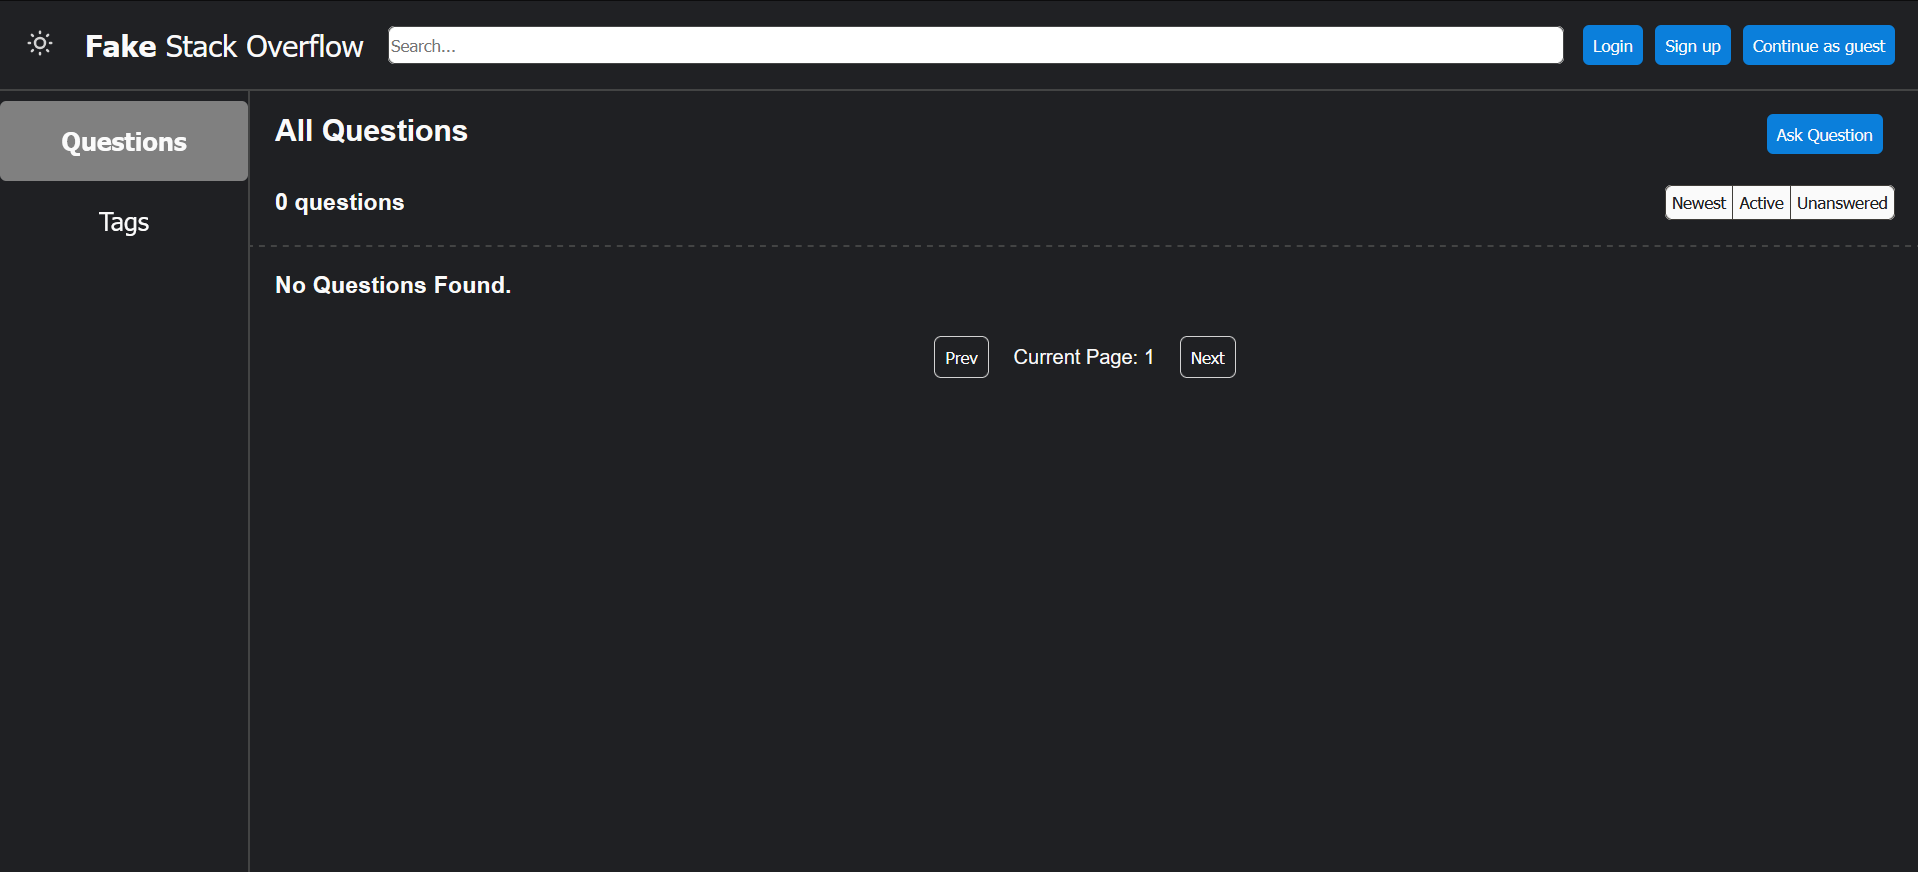 Fake Stack Overflow
Search...
Login
Sign up
Continue as guest
Questions
Tags
All Questions
Ask Question
0 questions
Newest
Active
Unanswered
No Questions Found.
Prev
Current Page: 1
Next